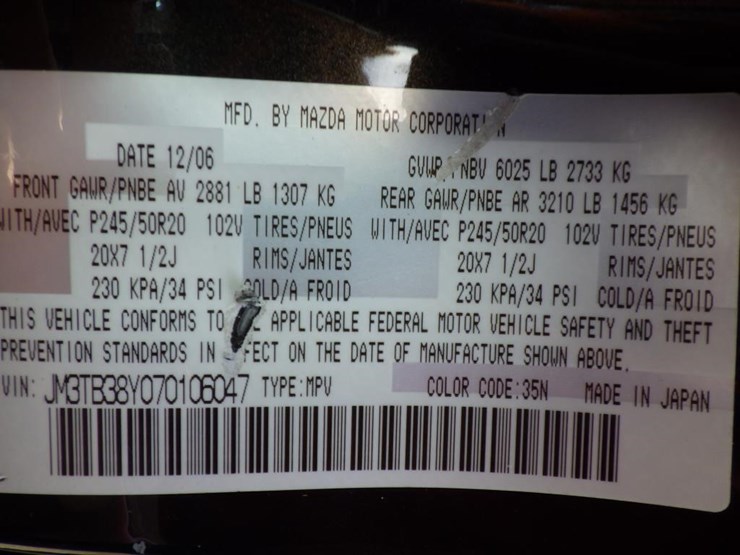 MFD. BY MAZDA MOTOR
DATE 12/06
6025 LB 2733 KG
FRONT GAWR/PNBE AV 2881 LB 1307 KG
REAR GAWR/PNBE AR 3210 LB 1456 KG
WITH/AVEC P245/50R20 102V TIRES/PNEUS WITH/AVEC P245/50R20 102V TIRES/PNEUS
20X7 1/2J RIMS/JANTES 20X7 1/2J RIMS/JANTES
230 KPA/34 PSI COLD/A FROID 230 KPA/34 PSI COLD/A FROID
THIS VEHICLE CONFORMS TO APPLICABLE FEDERAL MOTOR VEHICLE SAFETY AND THEFT
PREVENTION STANDARDS IN ON THE DATE OF MANUFACTURE SHOWN ABOVE.
VIN: JM3TB38Y070106047 TYPE:MPV COLOR CODE:35N MADE IN JAPAN